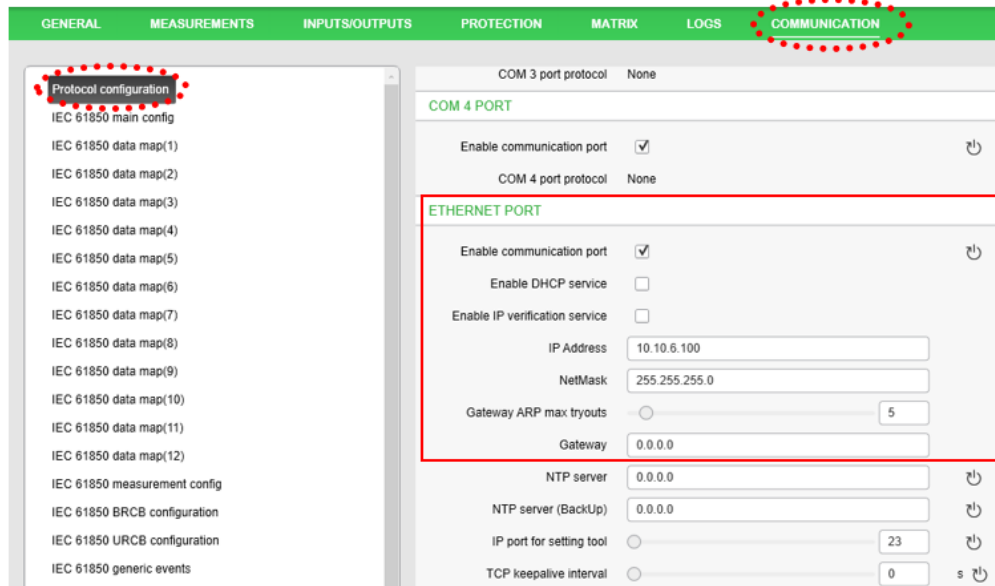 GENERAL MEASUREMENTS INPUTS/OUTPUTS PROTECTION MATRIX LOGS COMMUNICATION
Protocol configuration
IEC 61850 main config
IEC 61850 data map(1)
IEC 61850 data map(2)
IEC 61850 data map(3)
IEC 61850 data map(4)
IEC 61850 data map(5)
IEC 61850 data map(6)
IEC 61850 data map(7)
IEC 61850 data map(8)
IEC 61850 data map(9)
IEC 61850 data map(10)
IEC 61850 data map(11)
IEC 61850 data map(12)
IEC 61850 measurement config
IEC 61850 BRCB configuration
IEC 61850 URCB configuration
IEC 61850 generic events
COM 3 port protocol None
COM 4 PORT
Enable communication port
COM 4 port protocol None
ETHERNET PORT
Enable communication port
Enable DHCP service
Enable IP verification service
IP Address 10.10.6.100
NetMask 255.255.255.0
Gateway ARP max tryouts 5
Gateway 0.0.0.0
NTP server 0.0.0.0
NTP server (BackUp) 0.0.0.0
IP port for setting tool 23
TCP keepalive interval 0 s